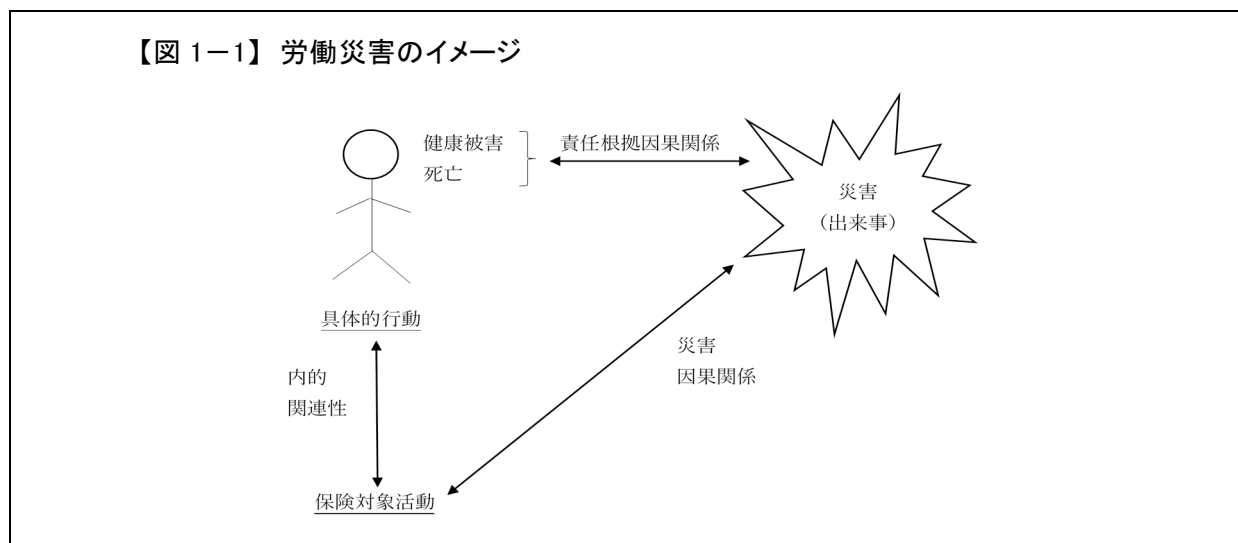 【図 1－1】 労働災害のイメージ
健康被害
死亡
責任根拠因果関係
災害
（出来事）
具体的行動
内的
関連性
災害
因果関係
保険対象活動